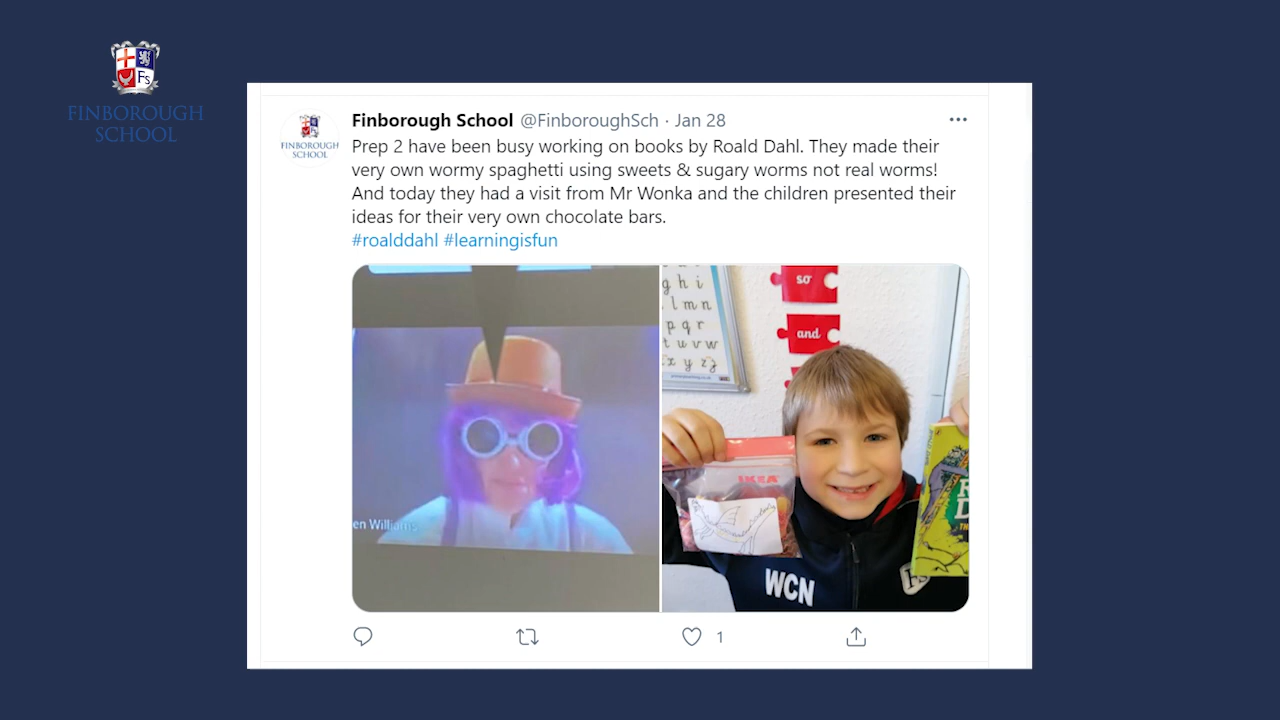 FINBOROUGH
SCHOOL
Fs
FINBOROUGH
SCHOOL
Finborough School @FinboroughSch · Jan 28
Prep 2 have been busy working on books by Roald Dahl. They made their
very own wormy spaghetti using sweets & sugary worms not real worms!
And today they had a visit from Mr Wonka and the children presented their
ideas for their very own chocolate bars.
#roalddahl #learningisfun
en Williams
g h i
l m n
p q r
t u v w
x y z
so
and
IKEA
WCN
Fs
1